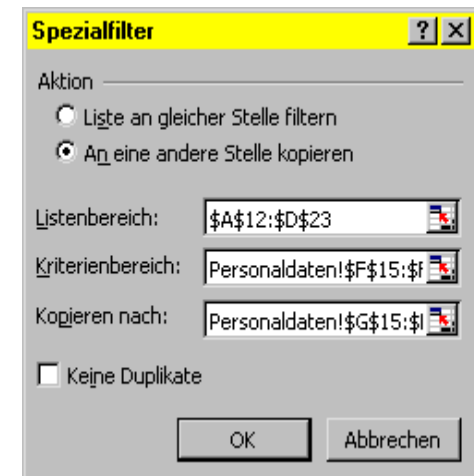 Spezialfilter
Aktion
Liste an gleicher Stelle filtern
An eine andere Stelle kopieren
Listenbereich: $A$12:$D$23
Kriterienbereich: Personaldaten!$F$15:$F
Kopieren nach: Personaldaten!$G$15:$
Keine Duplikate
OK Abbrechen